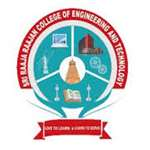 SRI RAAJA RAAJAN COLLEGE OF ENGINEERING AND TECHNOLOGY
LOVE TO LEARN & LEARN TO SERVE